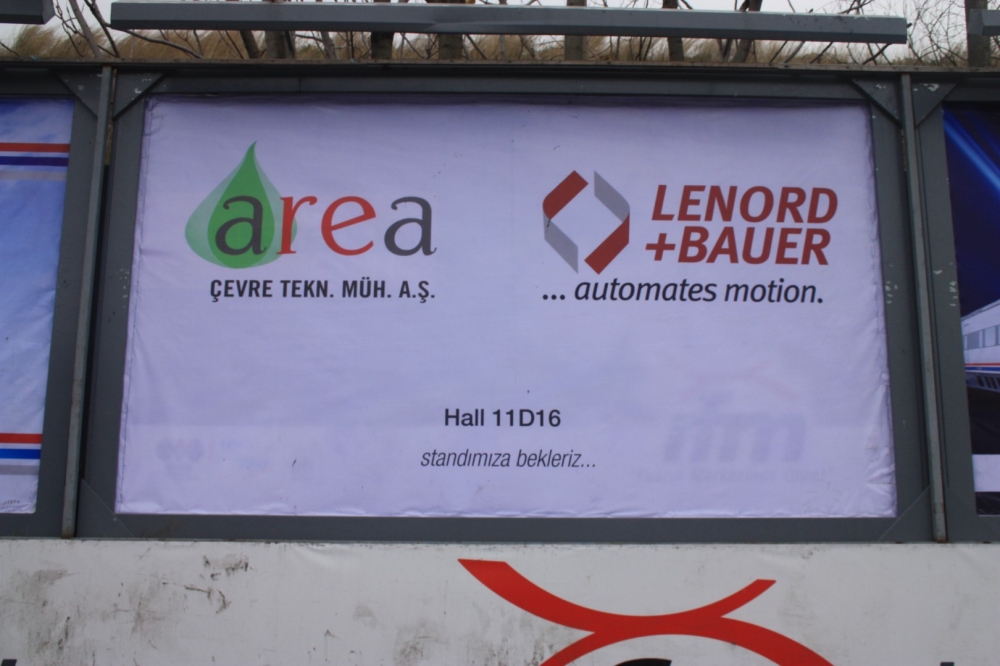 area
ÇEVRE TEKN. MÜH. A.Ş.
LENORD
+BAUER
... automates motion.
Hall 11D16
standımıza bekleriz...